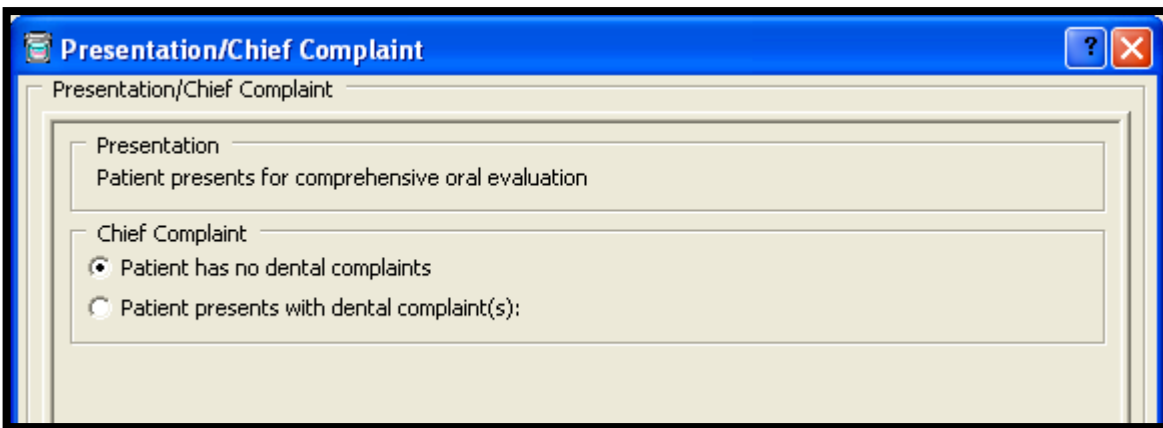 Presentation/Chief Complaint
?
Presentation/Chief Complaint
Presentation
Patient presents for comprehensive oral evaluation
Chief Complaint
Patient has no dental complaints
Patient presents with dental complaint(s):